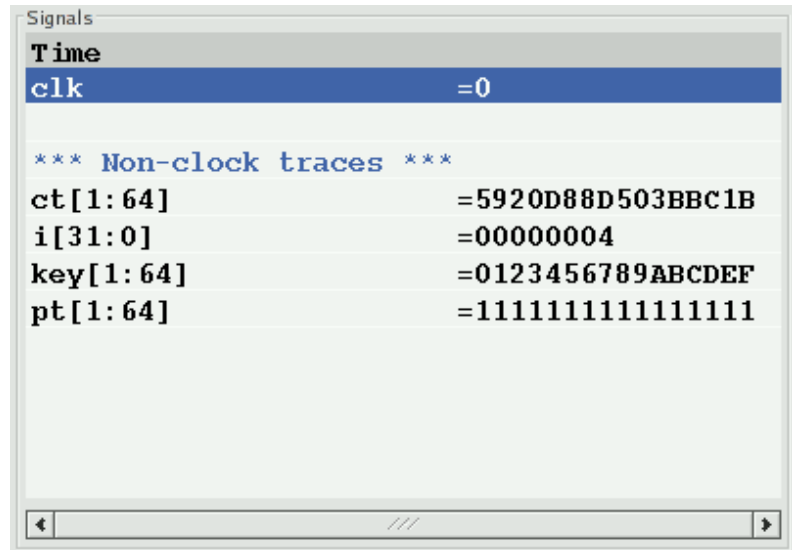 Signals
Time
clk =0
*** Non-clock traces ***
ct[1:64] =5920D88D503BBC1B
i[31:0] =00000004
key[1:64] =0123456789ABCDEF
pt[1:64] =1111111111111111